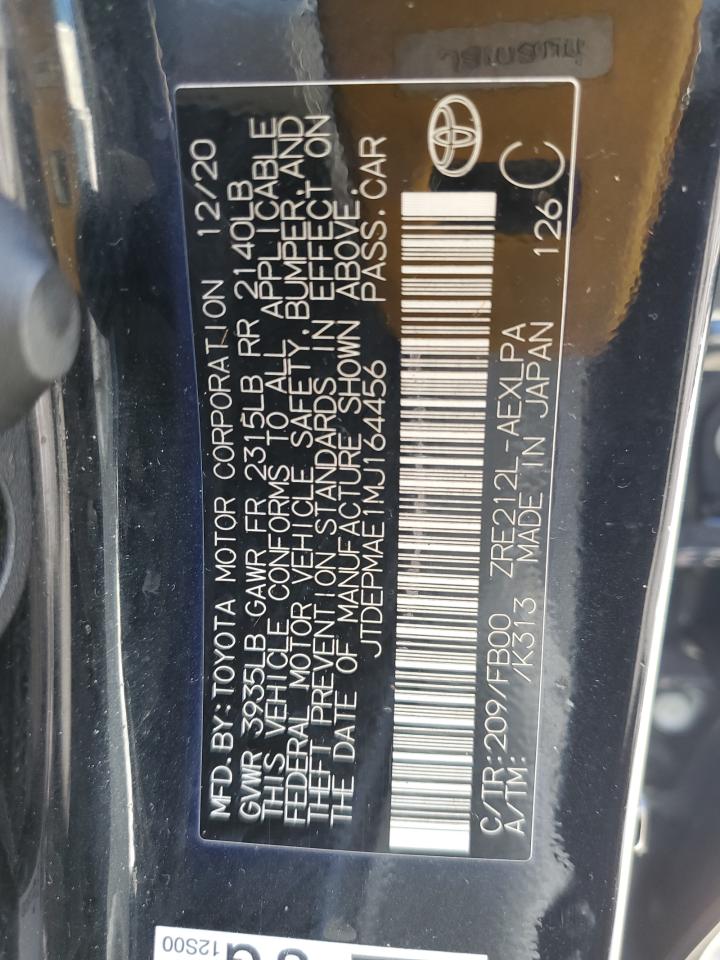 MFD.BY:TOYOTA MOTOR CORPORATION 12/20
GVWR 3935LB GAWR FR 2315LB RR 2140LB
THIS VEHICLE CONFORMS TO ALL APPLICABLE
FEDERAL MOTOR VEHICLE SAFETY,BUMPER,AND
THEFT PREVENTION STANDARDS IN EFFECT ON
THE DATE OF MANUFACTURE SHOWN ABOVE.
JTDEPMAE1MJ164456 PASS.CAR
C/TR:209/FB00 ZRE212L-AEXLPA
A/TM: /K313 MADE IN JAPAN 126 C
12S00